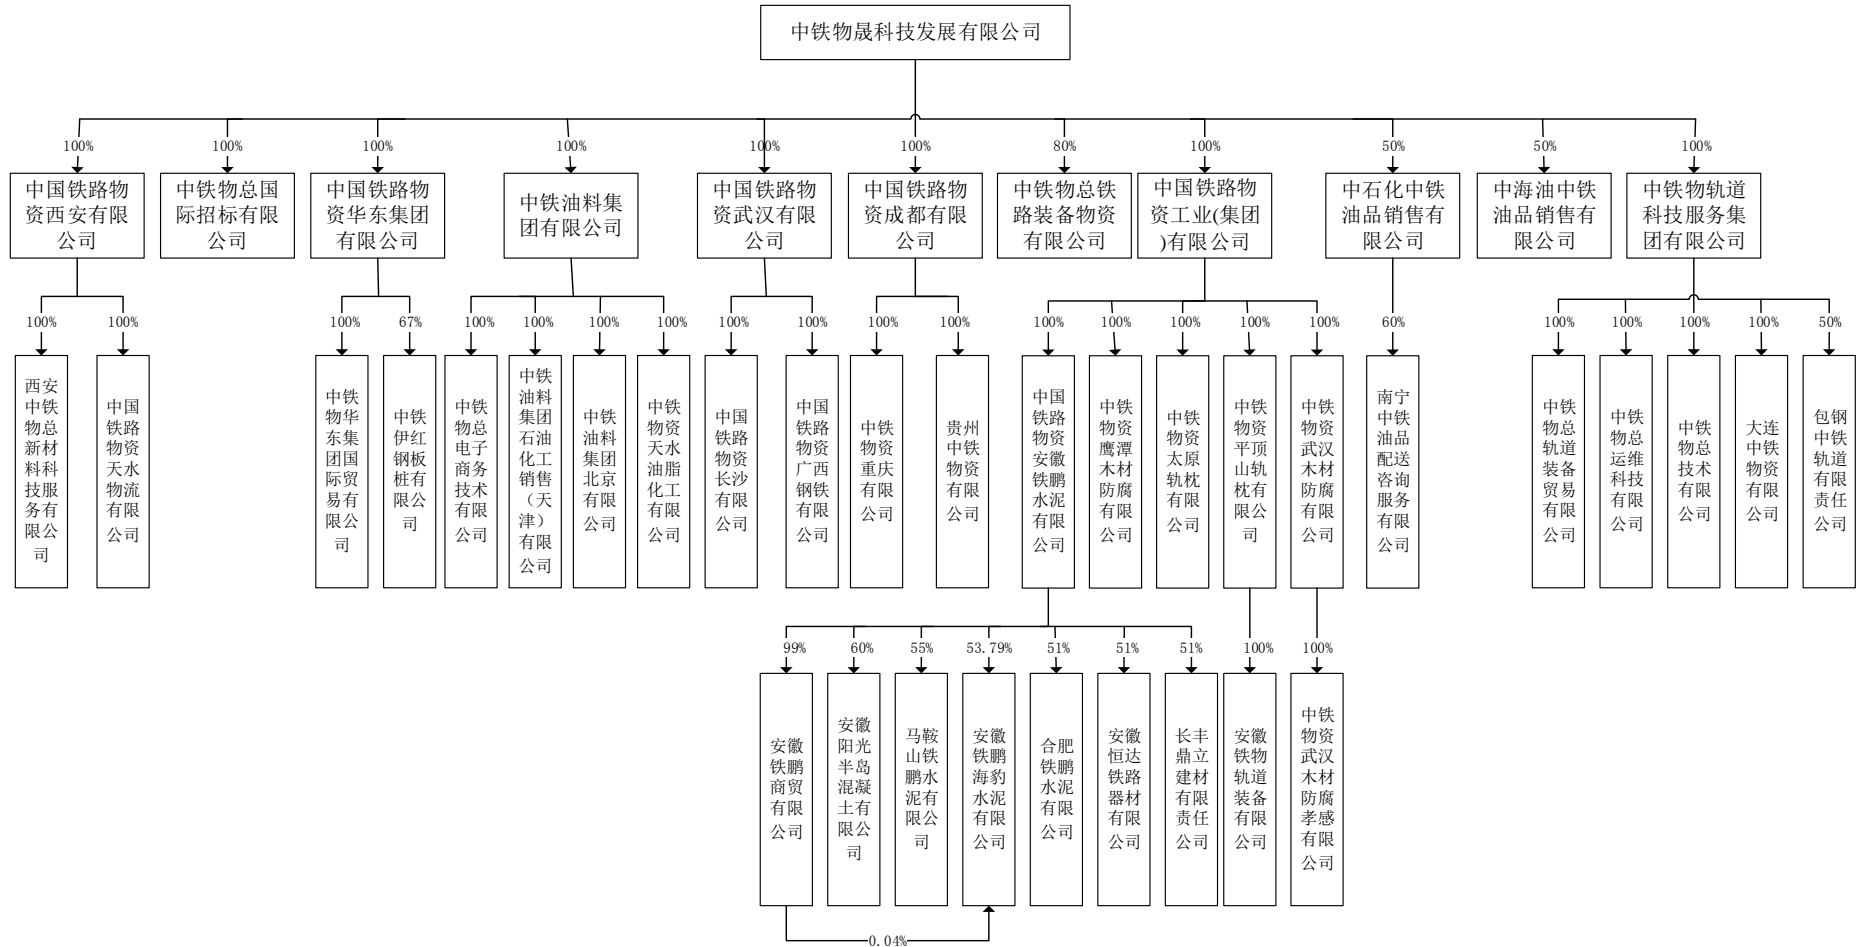 中铁物晟科技发展有限公司
100%
100%
100%
100%
100%
100%
80%
100%
50%
50%
100%
中国铁路物
资西安有限
公司
中铁物总国
际招标有限
公司
中国铁路物
资华东集团
有限公司
中铁油料集
团有限公司
中国铁路物
资武汉有限
公司
中国铁路物
资成都有限
公司
中铁物总铁
路装备物资
有限公司
中国铁路物
资工业(集团
)有限公司
中石化中铁
油品销售有
限公司
中海油中铁
油品销售有
限公司
中铁物轨道
科技服务集
团有限公司
100%
100%
100%
67%
100%
100%
100%
100%
100%
100%
100%
100%
100%
100%
100%
100%
100%
60%
100%
100%
100%
100%
50%
西安
中铁
物总
新材
料科
技服
务有
限公
司
中国
铁路
物资
天水
物流
有限
公司
中铁
物华
东集
团国
际贸
易有
限公
司
中铁
伊红
钢板
桩有
限公
司
中铁
物总
电子
商务
技术
有限
公司
中铁
油料
集团
石油
化工
销售
（天
津）
有限
公司
中铁
油料
集团
北京
有限
公司
中铁
物资
天水
油脂
化工
有限
公司
中国
铁路
物资
长沙
有限
公司
中国
铁路
物资
广西
钢铁
有限
公司
中铁
物资
重庆
有限
公司
贵州
中铁
物资
有限
公司
中国
铁路
物资
安徽
铁鹏
水泥
有限
公司
中铁
物资
鹰潭
木材
防腐
有限
公司
中铁
物资
太原
轨枕
有限
公司
中铁
物资
平顶
山轨
枕有
限公
司
中铁
物资
武汉
木材
防腐
有限
公司
南宁
中铁
油品
配送
咨询
服务
有限
公司
中铁
物总
轨道
装备
贸易
有限
公司
中铁
物总
运维
科技
有限
公司
中铁
物总
技术
有限
公司
大连
中铁
物资
有限
公司
包钢
中铁
轨道
有限
责任
公司
99%
60%
55%
53.79%
51%
51%
51%
100%
100%
安徽
铁鹏
商贸
有限
公司
安徽
阳光
半岛
混凝
土有
限公
司
马鞍
山铁
鹏水
泥有
限公
司
安徽
铁鹏
海豹
水泥
有限
公司
合肥
铁鹏
水泥
有限
公司
安徽
恒达
铁路
器材
有限
公司
长丰
鼎立
建材
有限
责任
公司
安徽
铁物
轨道
装备
有限
公司
中铁
物资
武汉
木材
防腐
孝感
有限
公司
0.04%